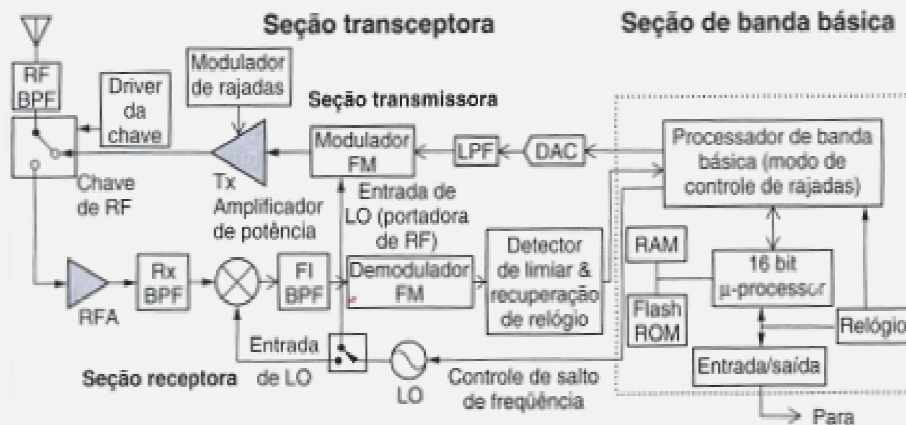 Seção transceptora
Seção de banda básica
RF
BPF
Driver
da
chave
Modulador
de rajadas
Seção transmissora
Chave
de RF
Tx
Amplificador
de potência
Modulador
FM
LPF
DAC
Processador de
banda
básica (modo de
controle de rajadas)
Entrada de
LO (portadora
de RF)
RFA
Rx
BPF
FI
BPF
Demodulador
FM
Detector
de limiar &
recuperação
de relógio
RAM
Flash
ROM
16 bit
μ-processor
Relógio
Entrada/saída
Para
Seção receptora
Entrada
de LO
LO
Controle de salto
de freqüência